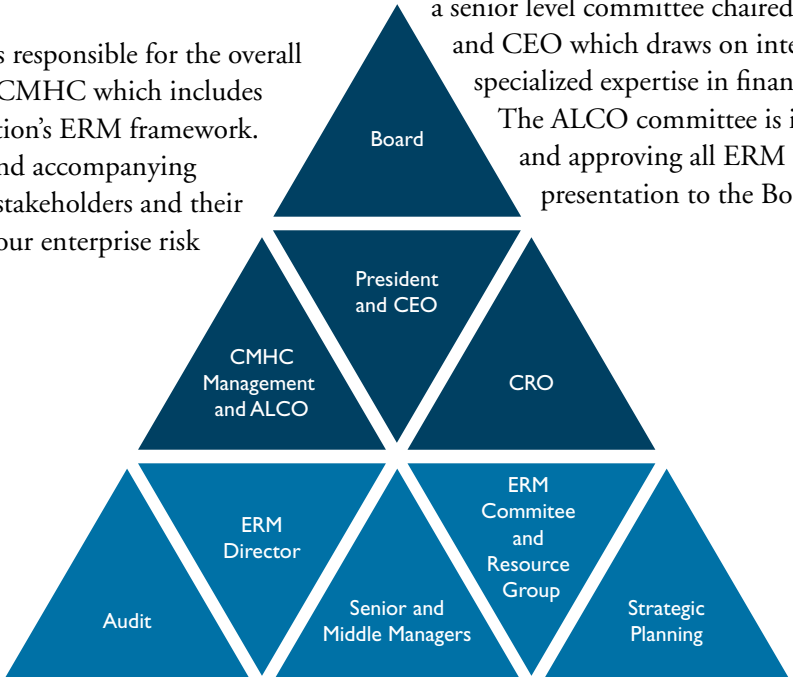 s responsible for the overall
CMHC which includes
tion’s ERM framework.
nd accompanying
stakeholders and their
our enterprise risk
a senior level committee chaired
and CEO which draws on inte
specialized expertise in finan
The ALCO committee is i
and approving all ERM
presentation to the Bo
Board
President
and CEO
CMHC
Management
and ALCO
CRO
Audit
ERM
Director
Senior and
Middle Managers
ERM
Commitee
and
Resource
Group
Strategic
Planning